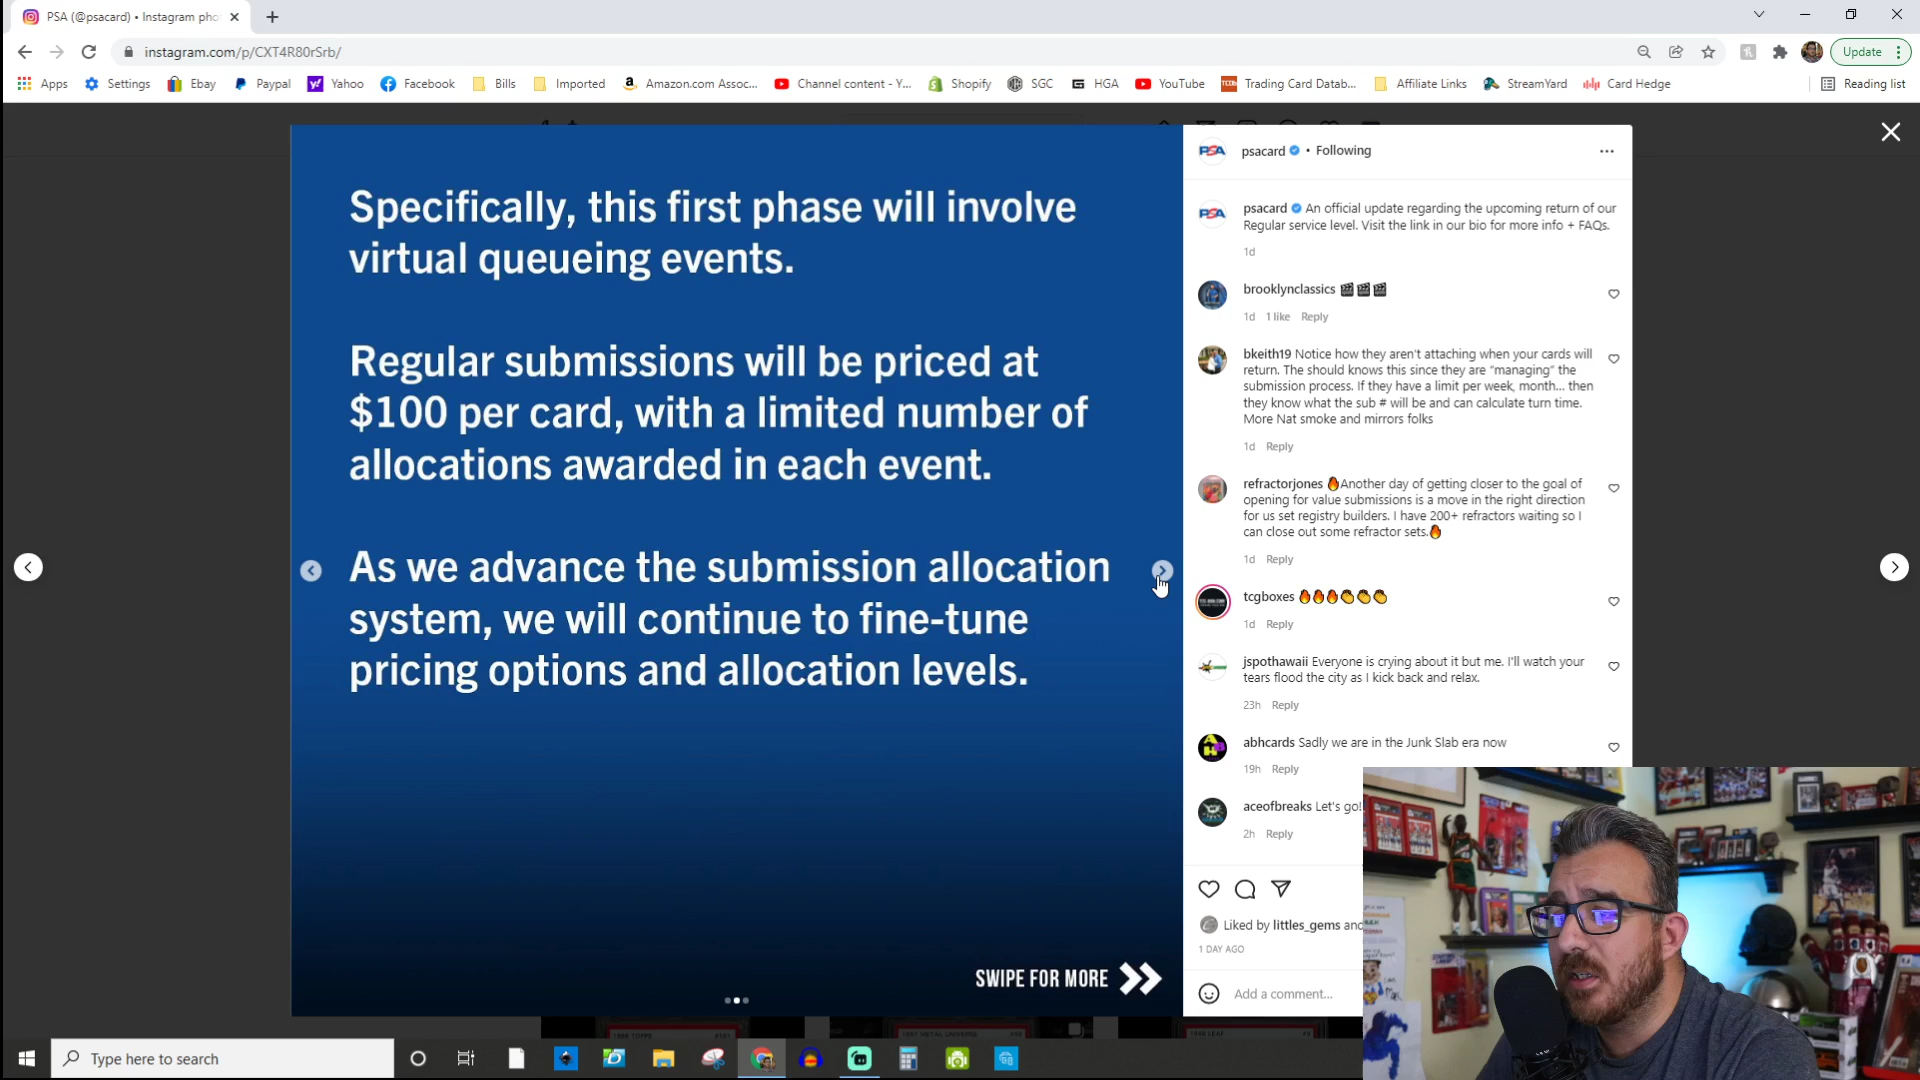 PSA (@psacard) • Instagram pho
instagram.com/p/CXT4R80rSrb/
Update
Apps
Settings
Ebay
Paypal
Yahoo
Facebook
Bills
Imported
Amazon.com Assoc...
Channel content - Y...
Shopify
SGC
HGA
YouTube
Trading Card Datab...
Affiliate Links
StreamYard
Card Hedge
Reading list
Specifically, this first phase will involve
virtual queueing events.
Regular submissions will be priced at
$100 per card, with a limited number of
allocations awarded in each event.
As we advance the submission allocation
system, we will continue to fine-tune
pricing options and allocation levels.
SWIPE FOR MORE
PSA
psacard • Following
PSA
psacard An official update regarding the upcoming return of our
Regular service level. Visit the link in our bio for more info + FAQs.
1d
brooklynclassics 🎬🎬🎬
1d 1 like Reply
bkeith19 Notice how they aren't attaching when your cards will
return. The should knows this since they are "managing" the
submission process. If they have a limit per week, month... then
they know what the sub # will be and can calculate turn time.
More Nat smoke and mirrors folks
1d Reply
refractorjones 🔥Another day of getting closer to the goal of
opening for value submissions is a move in the right direction
for us set registry builders. I have 200+ refractors waiting so I
can close out some refractor sets.🔥
1d Reply
tcgboxes 🔥🔥🔥👏👏👏
1d Reply
jspothawaii Everyone is crying about it but me. I'll watch your
tears flood the city as I kick back and relax.
23h Reply
abhcards Sadly we are in the Junk Slab era now
19h Reply
aceofbreaks Let's go!
2h Reply
Liked by littles_gems and
1 DAY AGO
Add a comment...
Type here to search